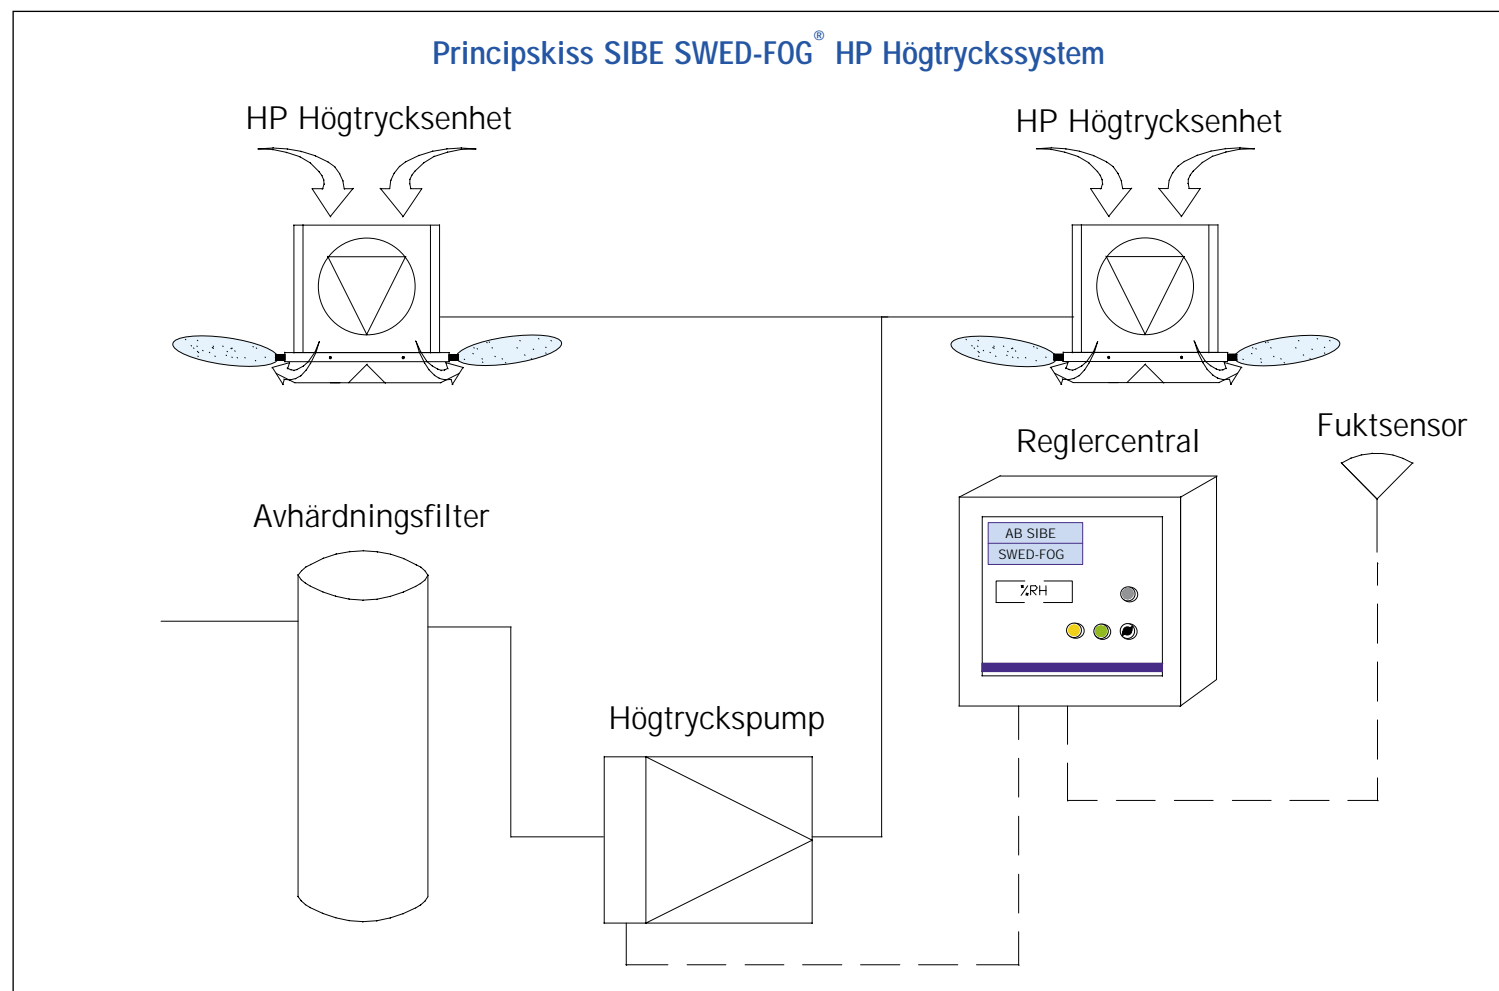 Principskiss SIBE SWED-FOG® HP Högtryckssystem
HP Högtrycksenhet
HP Högtrycksenhet
Reglercentral
Fuktsensor
Avhärdningsfilter
AB SIBE
SWED-FOG
%RH
Högtryckspump